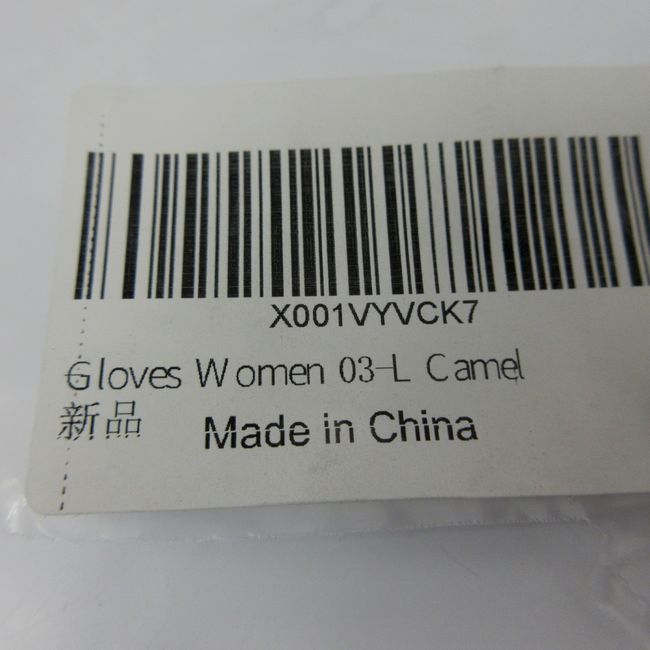 X001VYVCK7
Gloves Women 03-L Camel
新品 Made in China